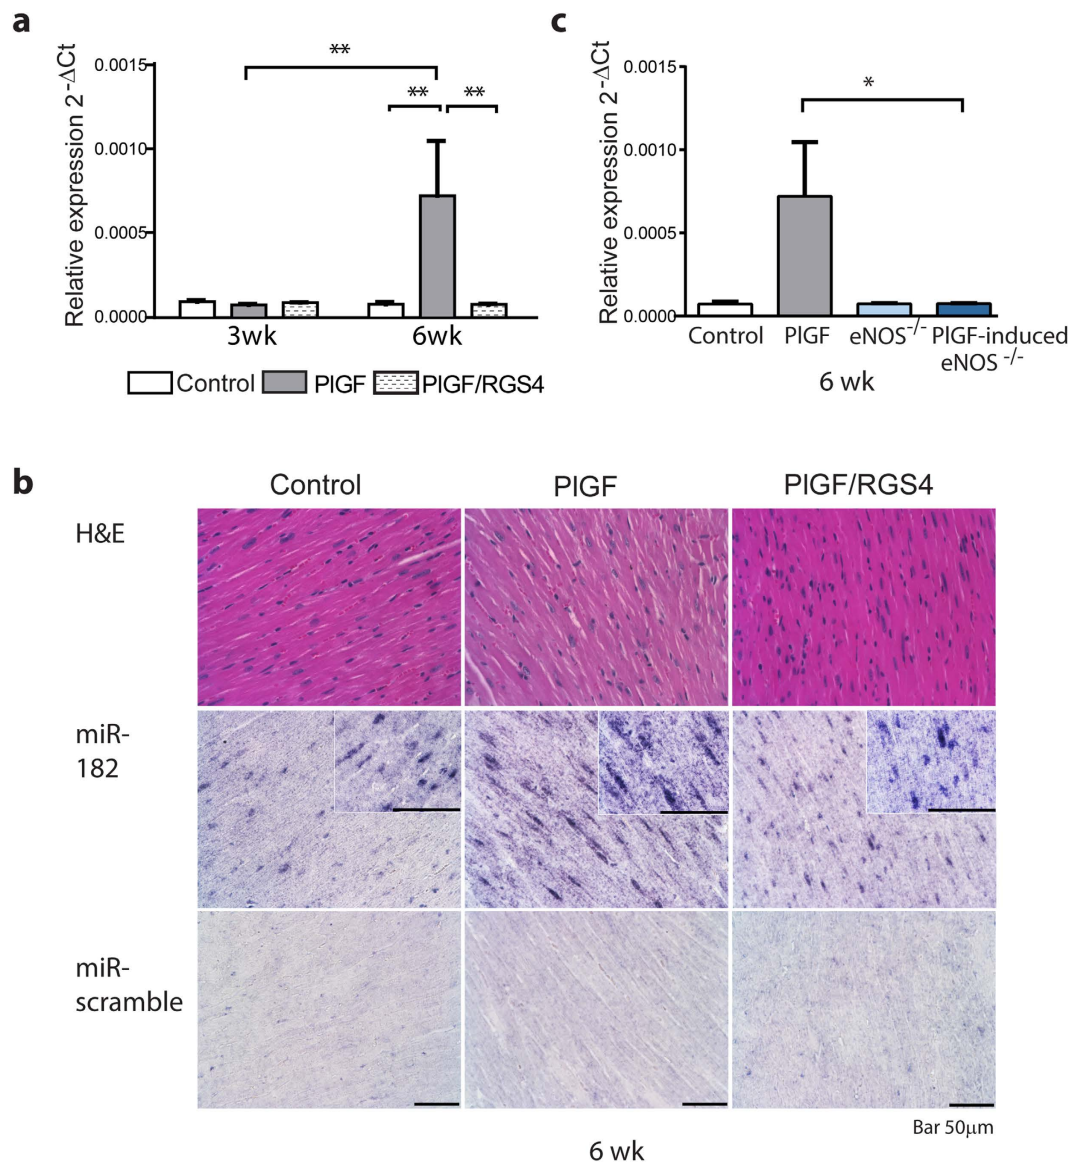 a
Relative expression 2^-ΔCt
0.0015
0.0010
0.0005
0.0000
**
**
**
3wk
6wk
Control
PlGF
PlGF/RGS4
c
Relative expression 2^-ΔCt
0.0015
0.0010
0.0005
0.0000
*
Control
PlGF
eNOS^-/-
PlGF-induced
eNOS^-/-
6 wk
b
Control
PlGF
PlGF/RGS4
H&E
miR-
182
miR-
scramble
Bar 50μm
6 wk